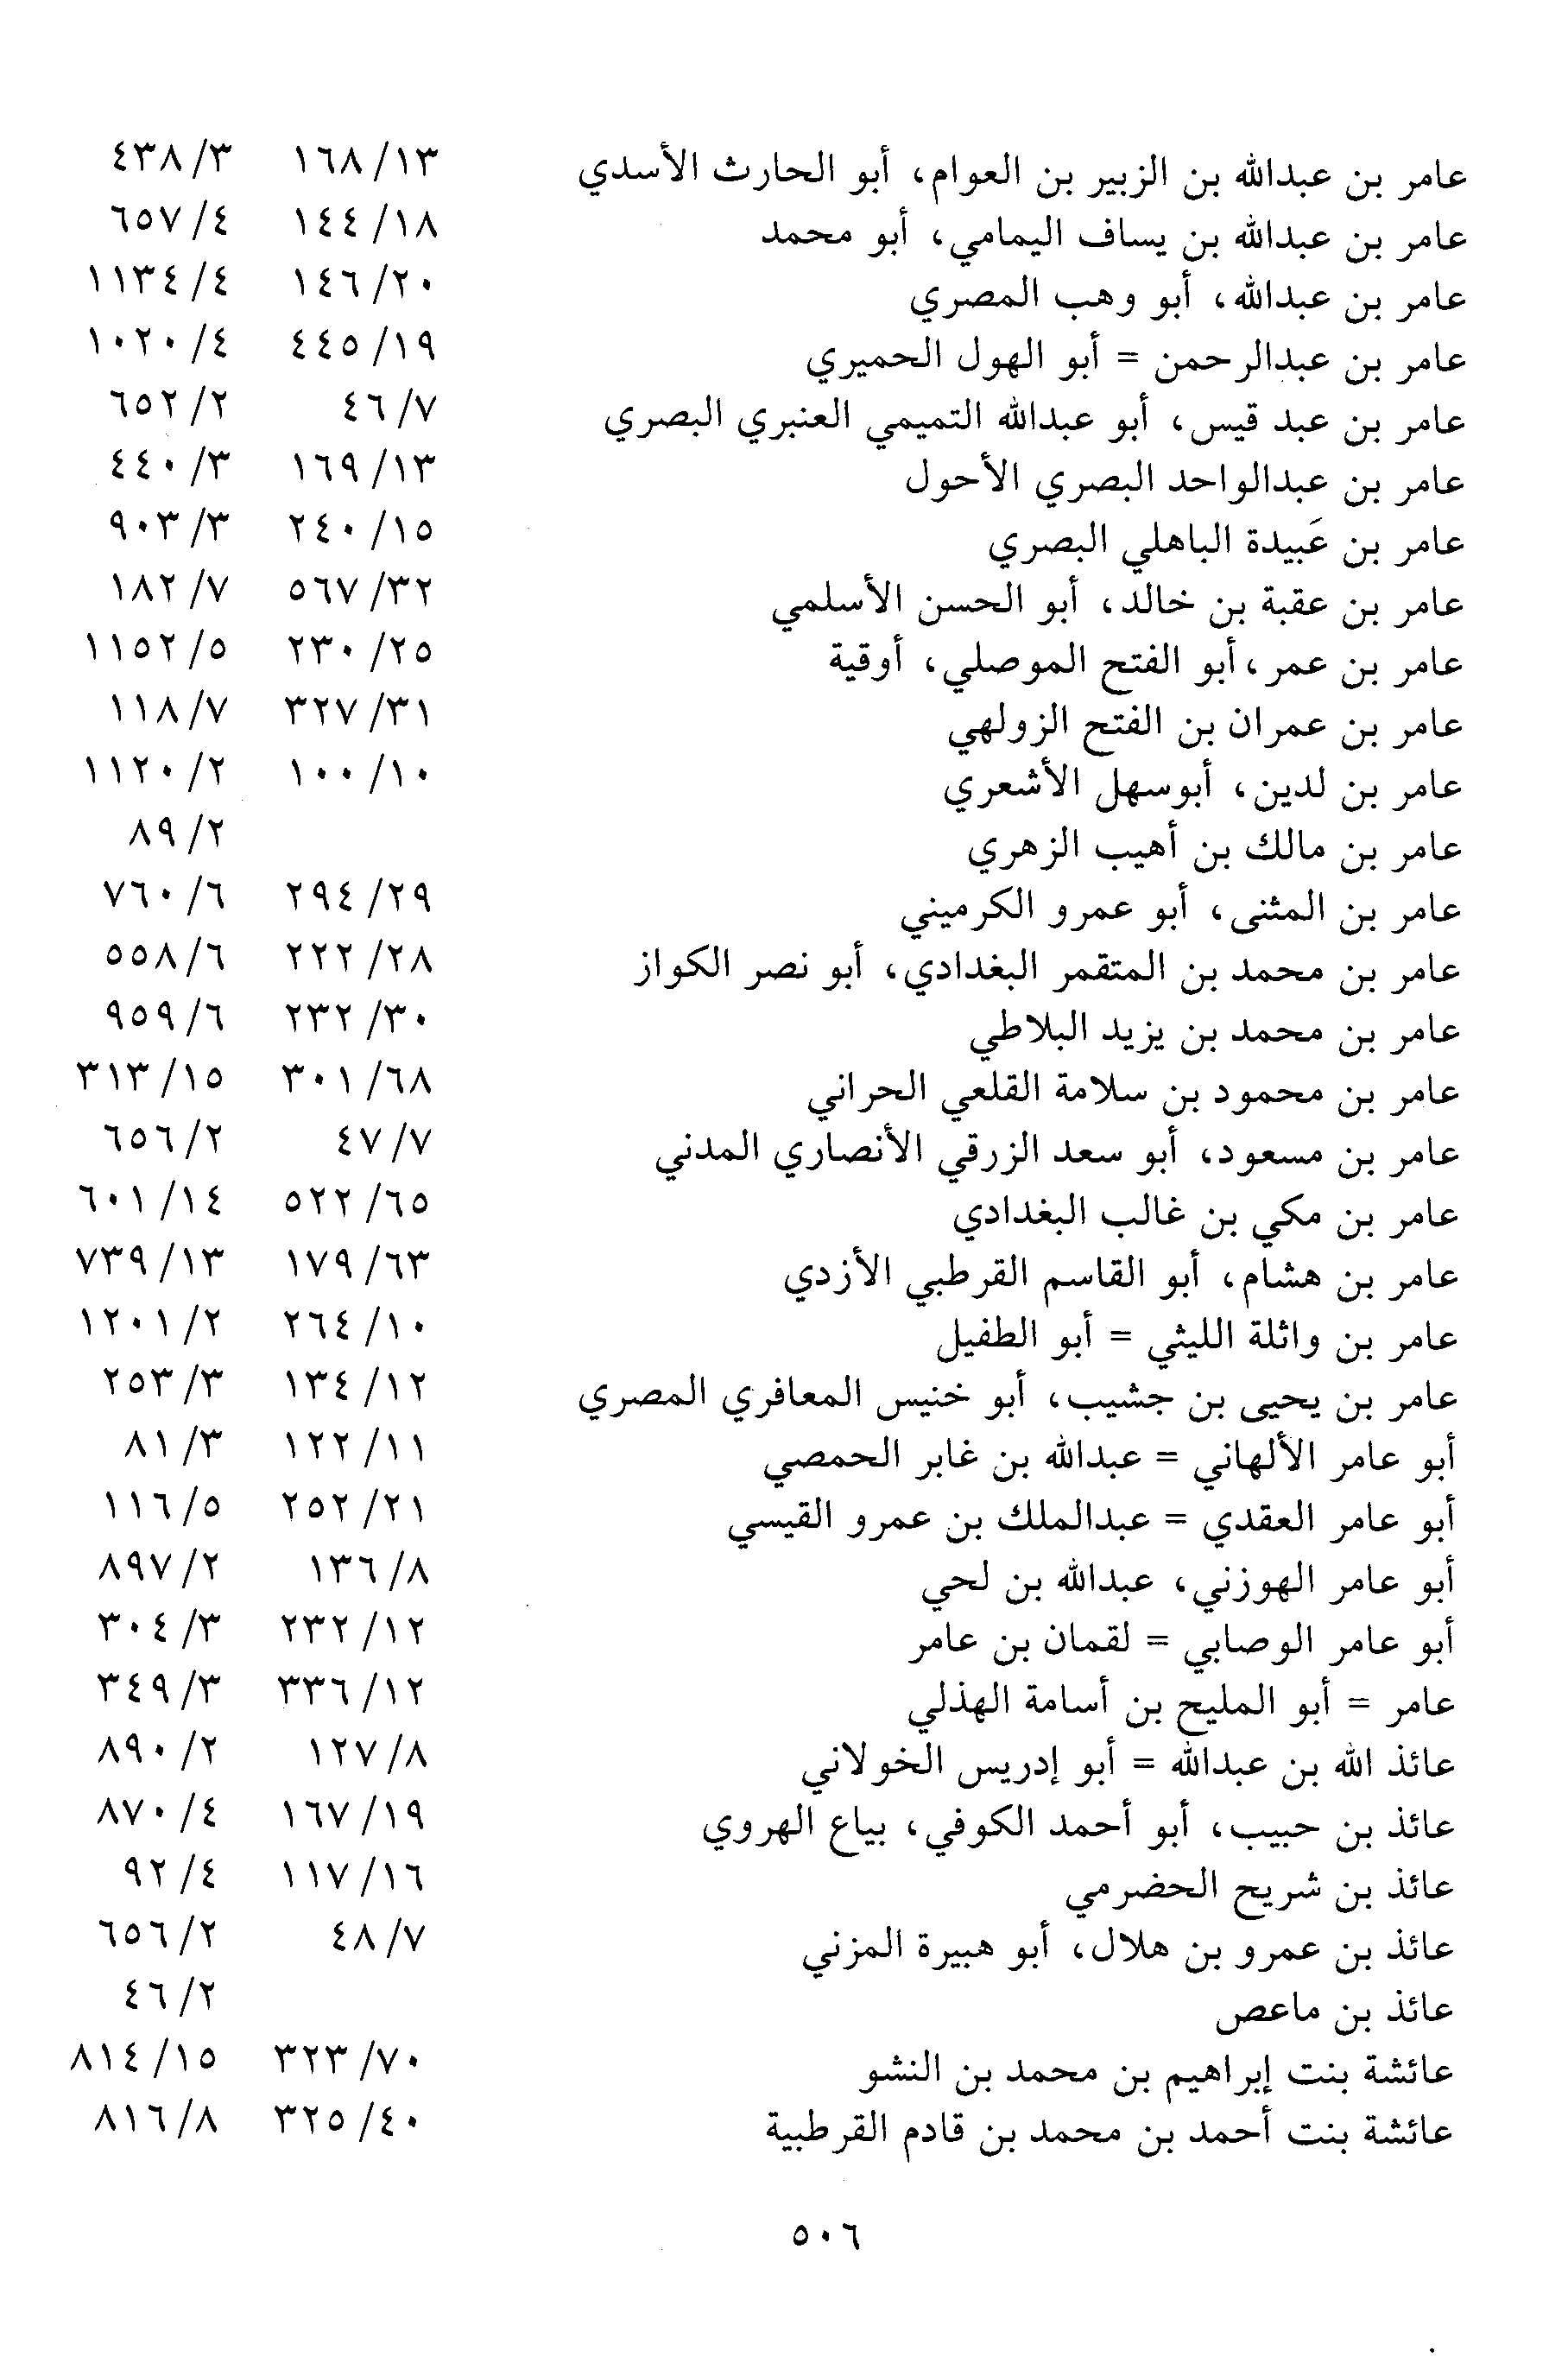 عامر بن عبدالله بن الزبير بن العوام، أبو الحارث الأسدي ١٦٨/١٣ ٤٣٨/٣
عامر بن عبدالله بن يساف اليمامي، أبو محمد ١٤٤/١٨ ٦٥٧/٤
عامر بن عبدالله، أبو وهب المصري ١٤٦/٢٠ ١١٣٤/٤
عامر بن عبدالرحمن = أبو الهول الحميري ٤٤٥/١٩ ١٠٢٠/٤
عامر بن عبد قيس، أبو عبدالله التميمي العنبري البصري ٤٦/٧ ٦٥٢/٢
عامر بن عبدالواحد البصري الأحول ١٦٩/١٣ ٤٤٠/٣
عامر بن عَبيدة الباهلي البصري ٢٤٠/١٥ ٩٠٣/٣
عامر بن عقبة بن خالد، أبو الحسن الأسلمي ٥٦٧/٣٢ ١٨٢/٧
عامر بن عمر، أبو الفتح الموصلي، أوقية ٢٣٠/٢٥ ١١٥٢/٥
عامر بن عمران بن الفتح الزولهي ٣٢٧/٣١ ١١٨/٧
عامر بن لدين، أبوسهل الأشعري ١٠٠/١٠ ١١٢٠/٢
عامر بن مالك بن أهيب الزهري ٨٩/٢
عامر بن المثنى، أبو عمرو الكرميني ٢٩٤/٢٩ ٧٦٠/٦
عامر بن محمد بن المتقمر البغدادي، أبو نصر الكواز ٢٢٢/٢٨ ٥٥٨/٦
عامر بن محمد بن يزيد البلاطي ٢٣٢/٣٠ ٩٥٩/٦
عامر بن محمود بن سلامة القلعي الحراني ٣٠١/٦٨ ٣١٣/١٥
عامر بن مسعود، أبو سعد الزرقي الأنصاري المدني ٤٧/٧ ٦٥٦/٢
عامر بن مكي بن غالب البغدادي ٥٢٢/٦٥ ٦٠١/١٤
عامر بن هشام، أبو القاسم القرطبي الأزدي ١٧٩/٦٣ ٧٣٩/١٣
عامر بن واثلة الليثي = أبو الطفيل ٢٦٤/١٠ ١٢٠١/٢
عامر بن يحيى بن جشيب، أبو خنيس المعافري المصري ١٣٤/١٢ ٢٥٣/٣
أبو عامر الألهاني = عبدالله بن غابر الحمصي ١٢٢/١١ ٨١/٣
أبو عامر العقدي = عبدالملك بن عمرو القيسي ٢٥٢/٢١ ١١٦/٥
أبو عامر الهوزني، عبدالله بن لحي ١٣٦/٨ ٨٩٧/٢
أبو عامر الوصابي = لقمان بن عامر ٢٣٢/١٢ ٣٠٤/٣
عامر = أبو المليح بن أسامة الهذلي ٣٣٦/١٢ ٣٤٩/٣
عائذ الله بن عبدالله = أبو إدريس الخولاني ١٢٧/٨ ٨٩٠/٢
عائذ بن حبيب، أبو أحمد الكوفي، بياع الهروي ١٦٧/١٩ ٨٧٠/٤
عائذ بن شريح الحضرمي ١١٧/١٦ ٩٢/٤
عائذ بن عمرو بن هلال، أبو هبيرة المزني ٤٨/٧ ٦٥٦/٢
عائذ بن ماعص ٤٦/٢
عائشة بنت إبراهيم بن محمد بن النشو ٣٢٣/٧٠ ٨١٤/١٥
عائشة بنت أحمد بن محمد بن قادم القرطبية ٣٢٥/٤٠ ٨١٦/٨
٥٠٦